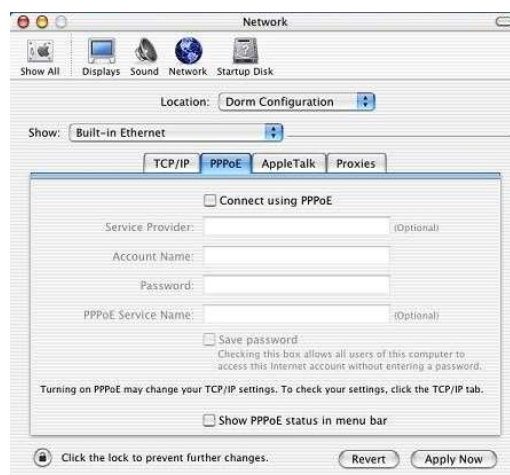 Network
Show All Displays Sound Network Startup Disk
Location: Dorm Configuration
Show: Built-in Ethernet
TCP/IP PPPoE AppleTalk Proxies
Connect using PPPoE
Service Provider: (Optional)
Account Name:
Password:
PPPoE Service Name: (Optional)
Save password
Checking this box allows all users of this computer to
access this Internet account without entering a password.
Turning on PPPoE may change your TCP/IP settings. To check your settings, click the TCP/IP tab.
Show PPPoE status in menu bar
Click the lock to prevent further changes. Revert Apply Now